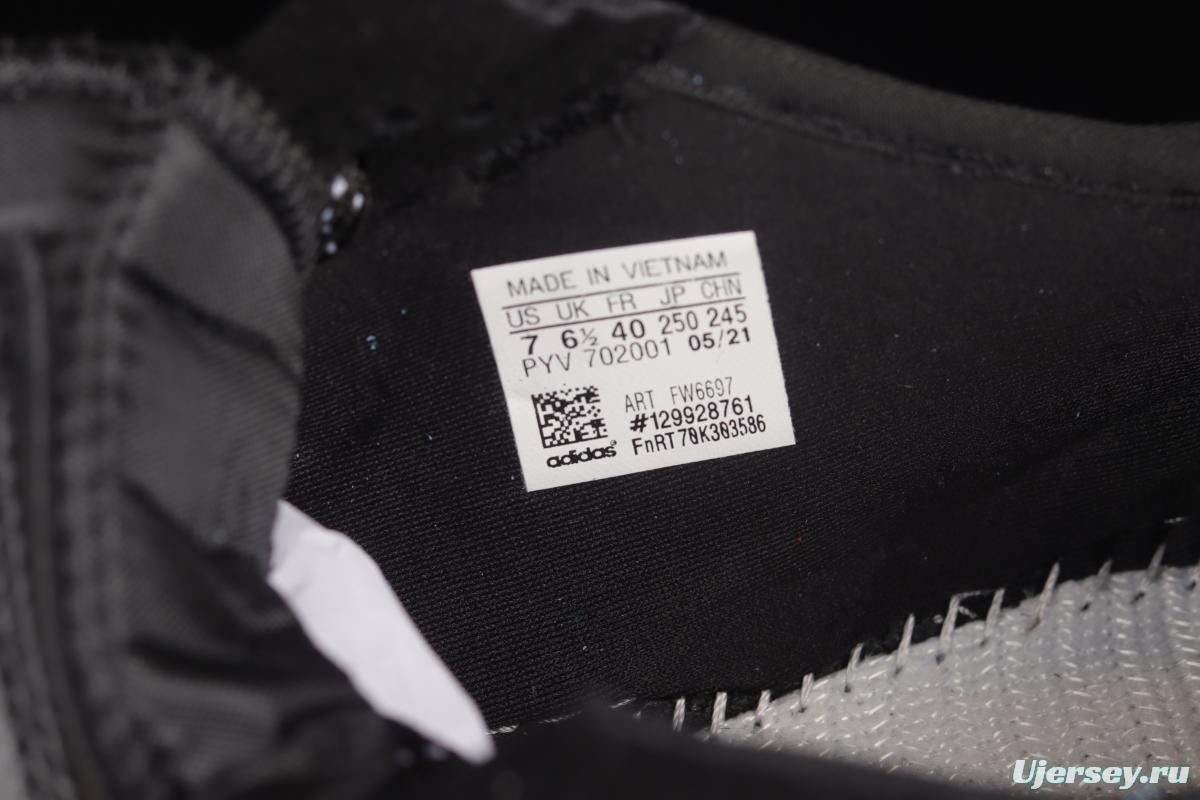 MADE IN VIETNAM
US UK FR JP CHN
7 6½ 40 250 245
PYV 702001 05/21
ART FW6697
#129928761
FnRT70K303586
adidas
Ujersey.ru